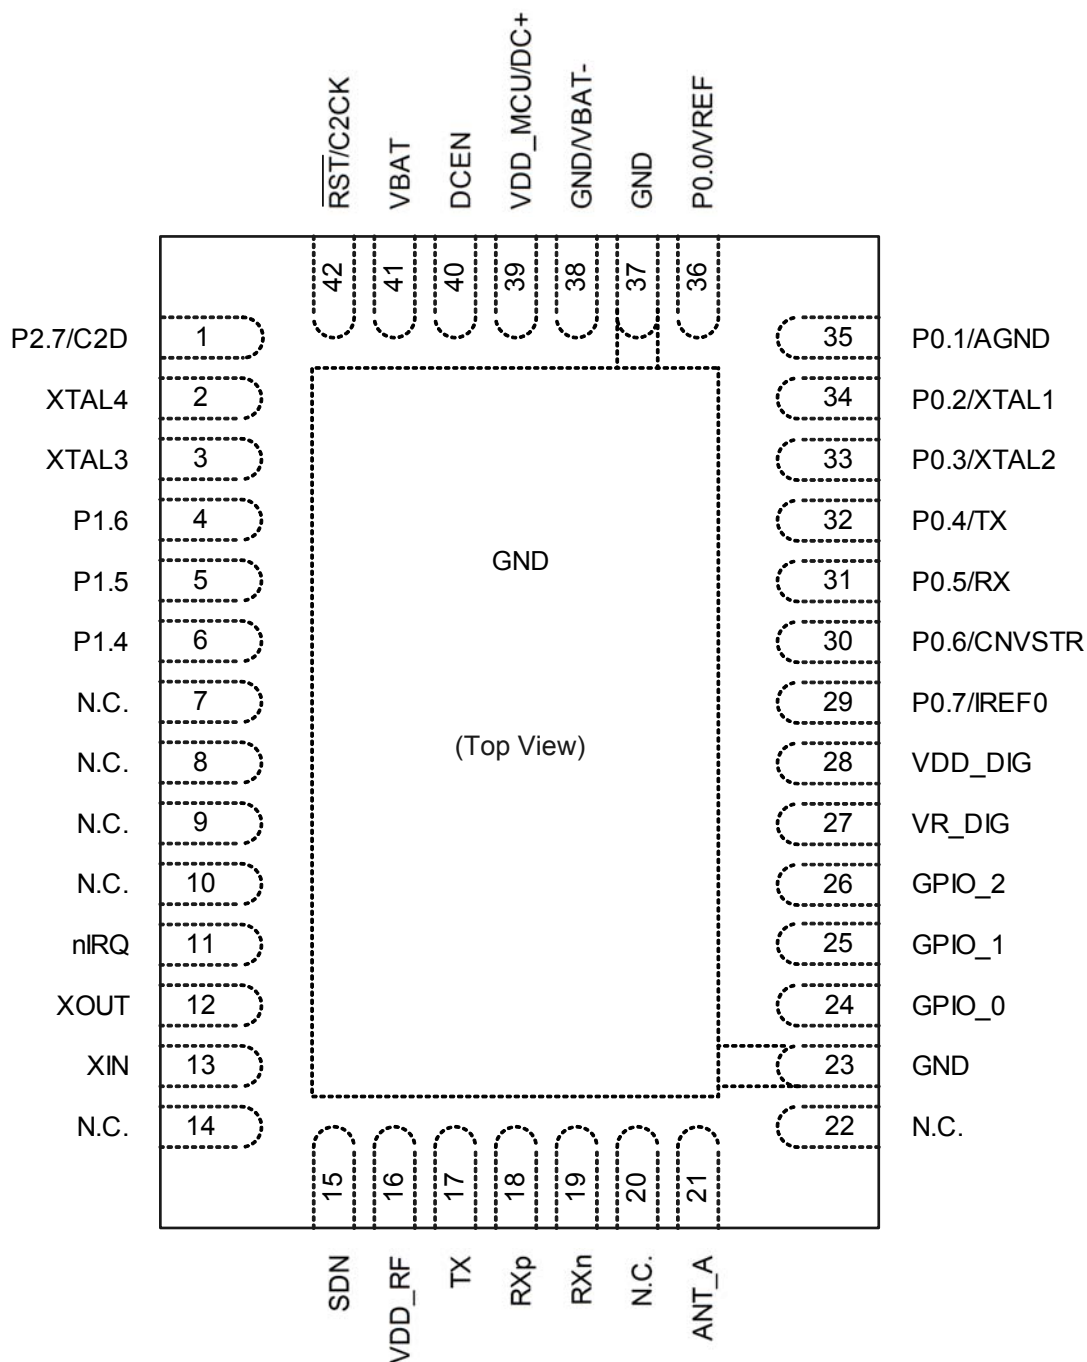 RST/C2CK
VBAT
DCEN
VDD_MCU/DC+
GND/VBAT-
GND
P0.0/VREF
42
41
40
39
38
37
36
P2.7/C2D 1
35 P0.1/AGND
XTAL4 2
34 P0.2/XTAL1
XTAL3 3
33 P0.3/XTAL2
P1.6 4
32 P0.4/TX
P1.5 5
31 P0.5/RX
P1.4 6
30 P0.6/CNVSTR
N.C. 7
29 P0.7/IREF0
N.C. 8
28 VDD_DIG
N.C. 9
27 VR_DIG
N.C. 10
26 GPIO_2
nIRQ 11
25 GPIO_1
XOUT 12
24 GPIO_0
XIN 13
23 GND
N.C. 14
22 N.C.
GND
(Top View)
15
16
17
18
19
20
21
SDN
VDD_RF
TX
RXp
RXn
N.C.
ANT_A